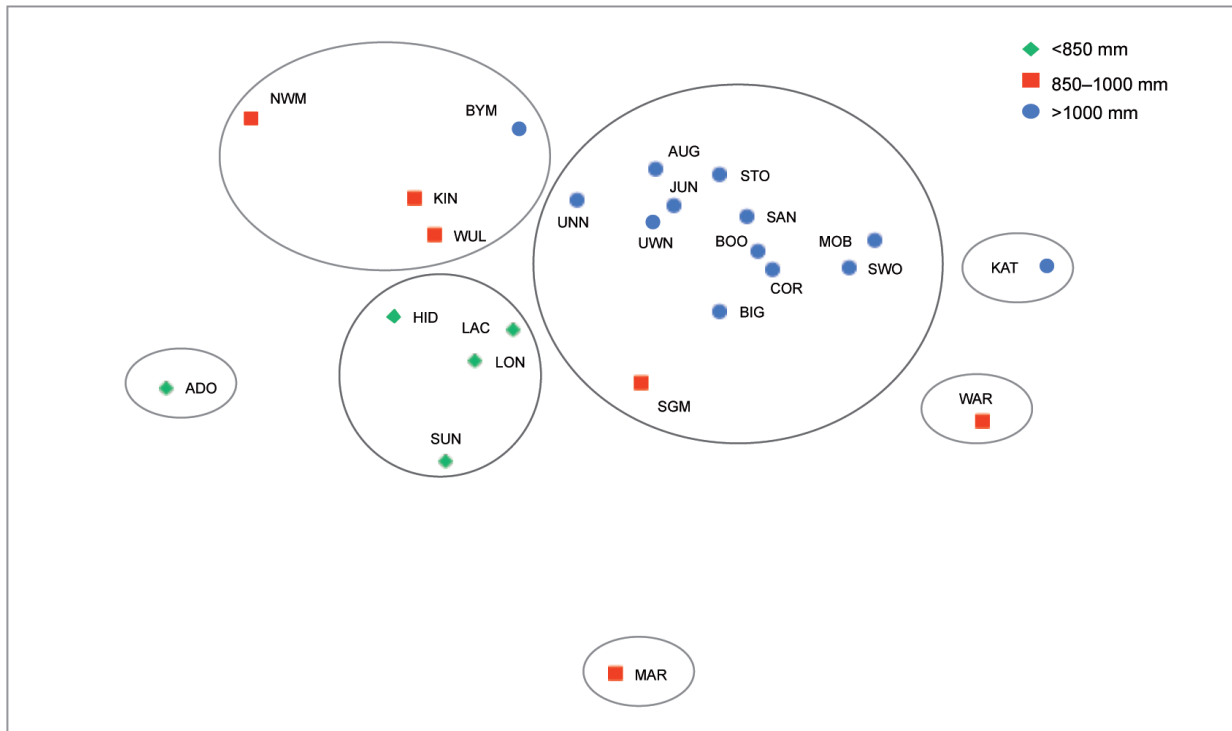 <850 mm
850–1000 mm
>1000 mm
NWM
BYM
KIN
WUL
AUG
STO
JUN
UNN
UWN
SAN
BOO
MOB
COR
SWO
BIG
SGM
KAT
WAR
HID
LAC
LON
SUN
ADO
MAR